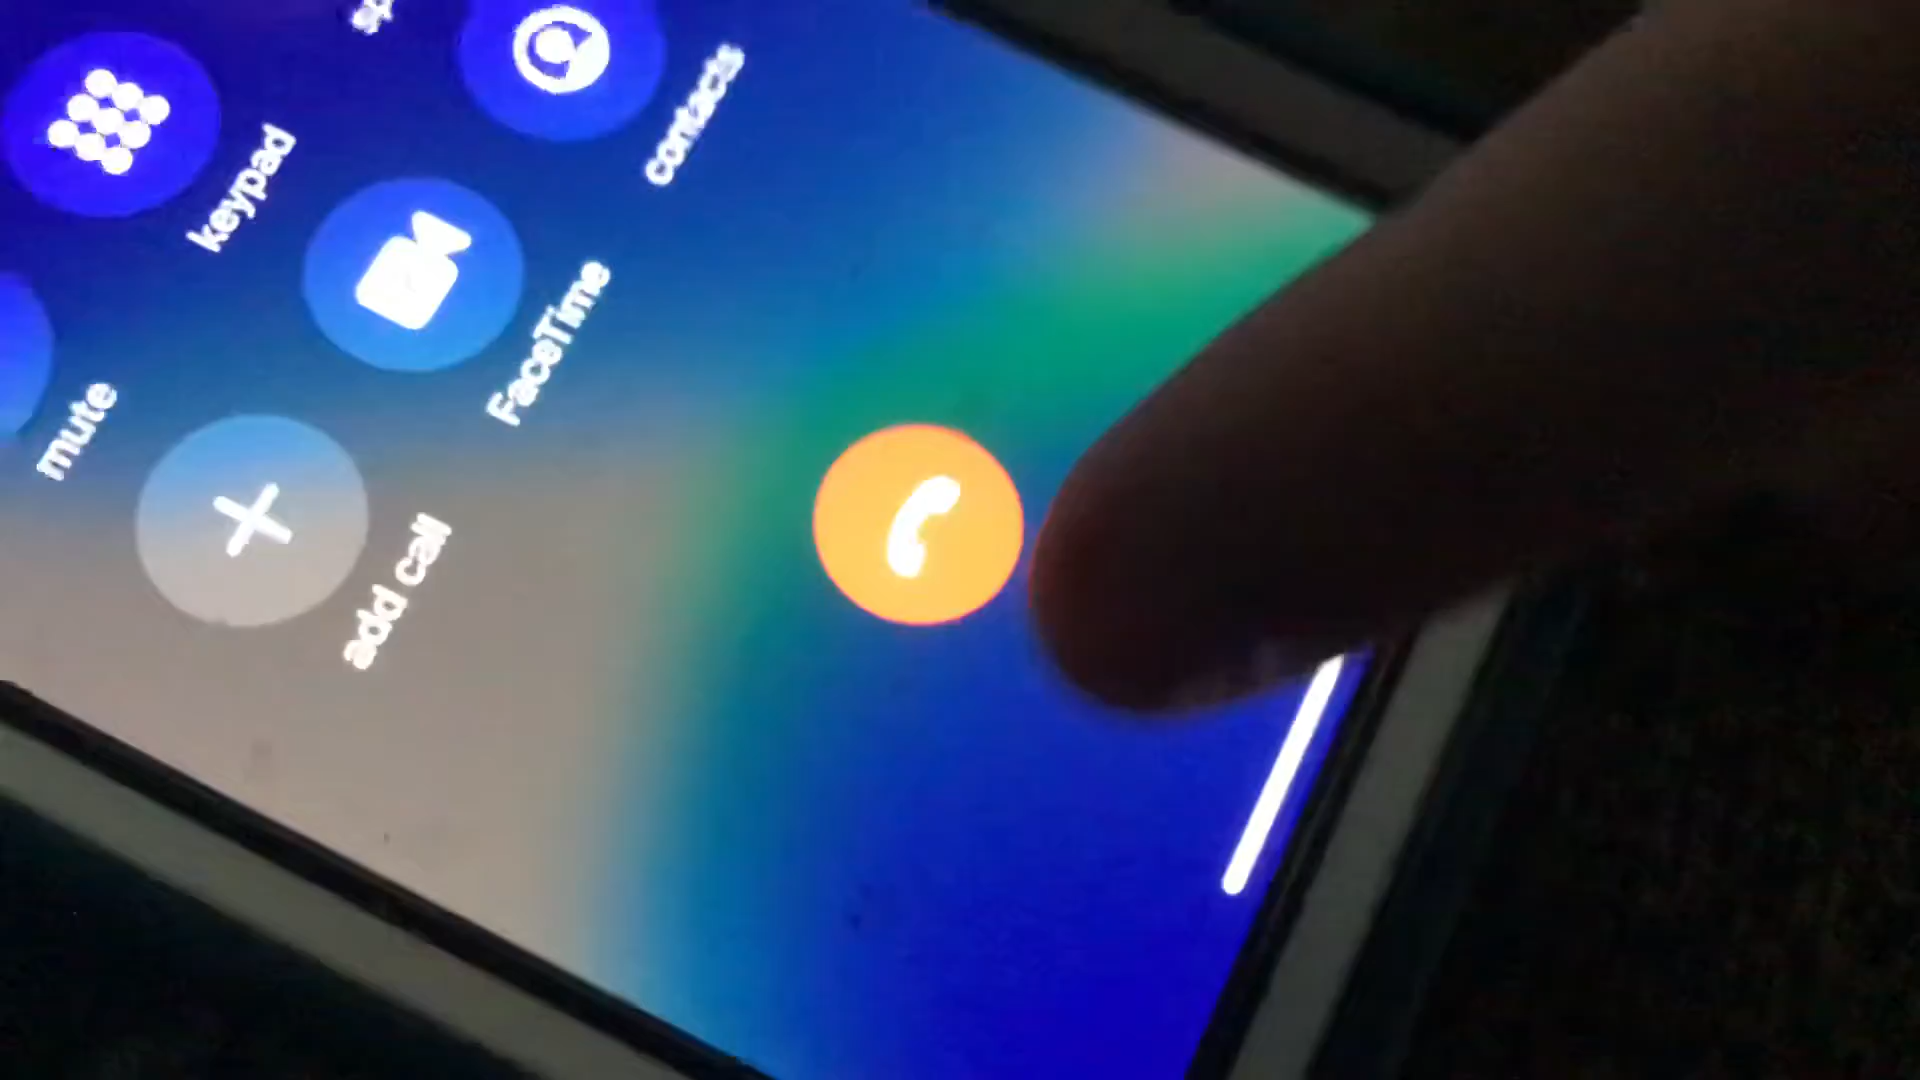 mute
keypad
add call
FaceTime
contacts